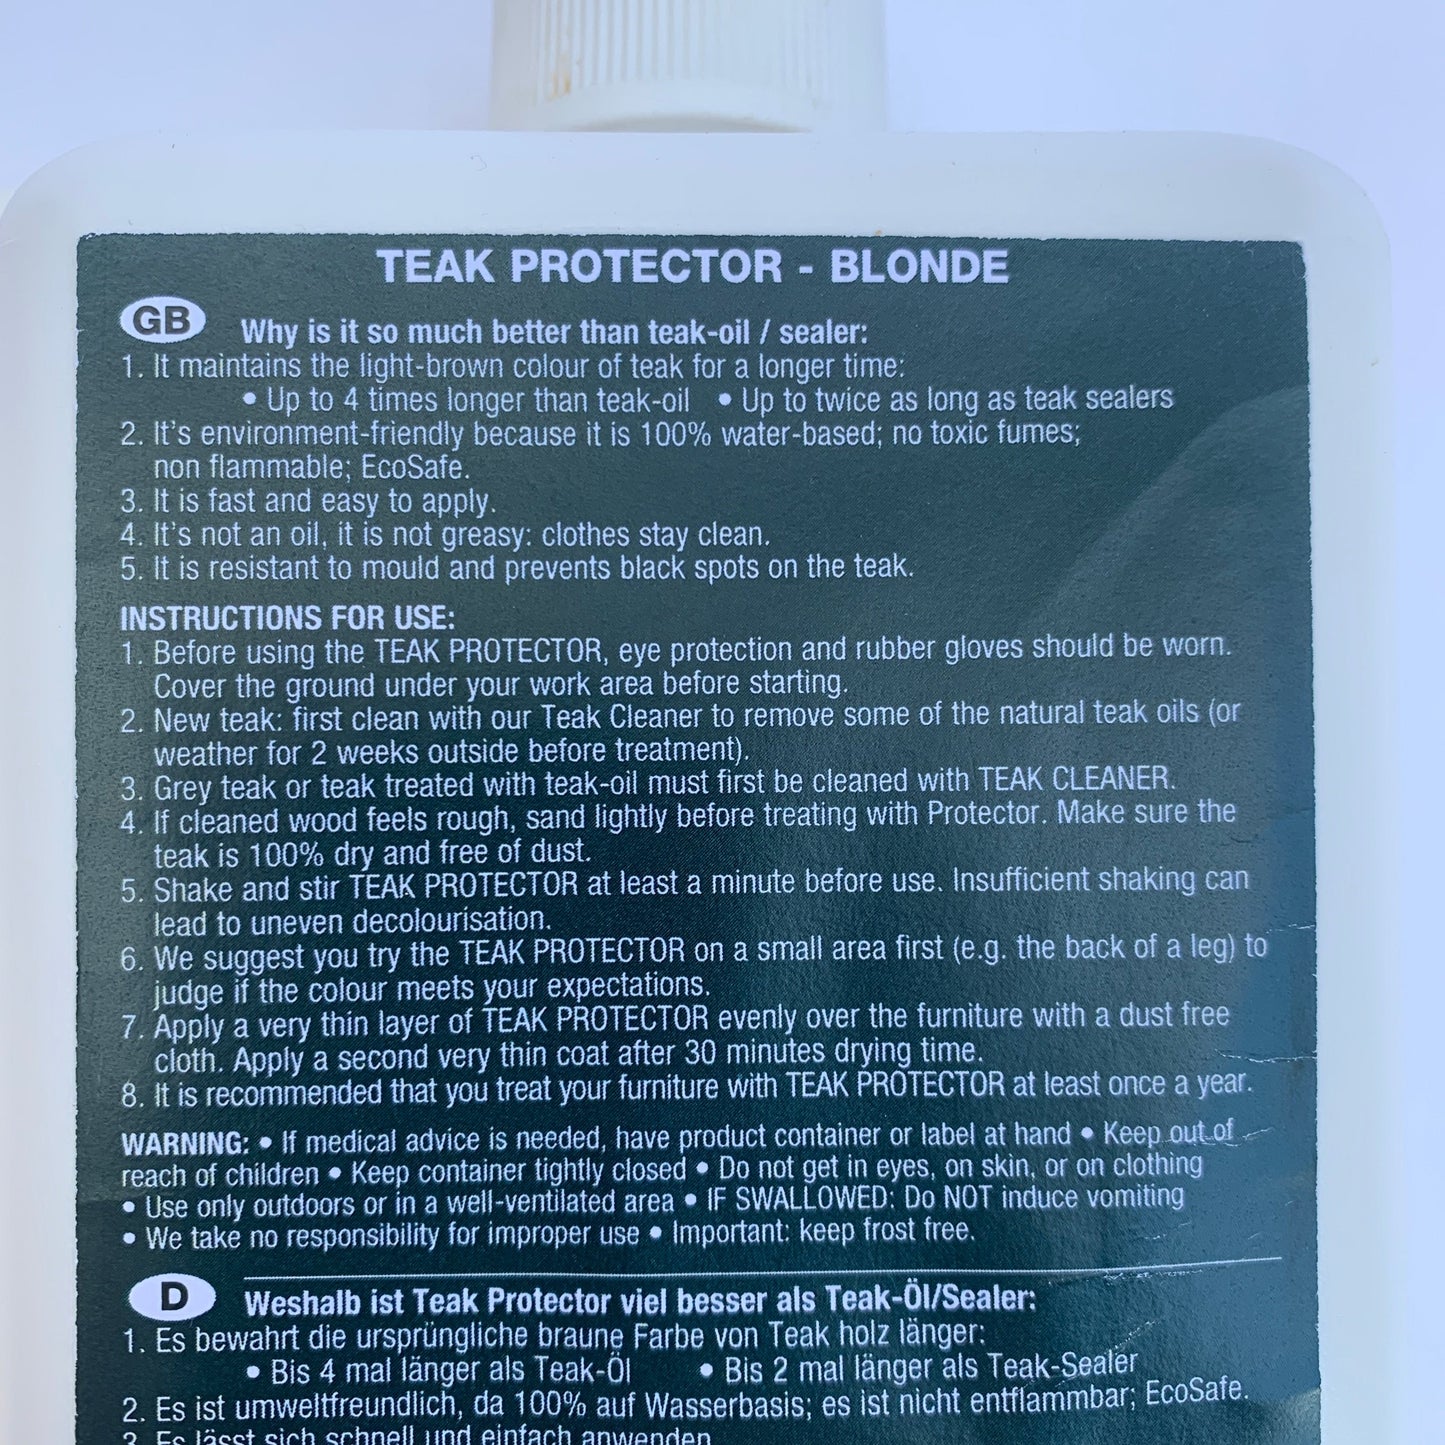 TEAK PROTECTOR - BLONDE
GB Why is it so much better than teak-oil / sealer:
1. It maintains the light-brown colour of teak for a longer time:
• Up to 4 times longer than teak-oil • Up to twice as long as teak sealers
2. It's environment-friendly because it is 100% water-based; no toxic fumes;
non flammable; EcoSafe.
3. It is fast and easy to apply.
4. It's not an oil, it is not greasy: clothes stay clean.
5. It is resistant to mould and prevents black spots on the teak.
INSTRUCTIONS FOR USE:
1. Before using the TEAK PROTECTOR, eye protection and rubber gloves should be worn.
Cover the ground under your work area before starting.
2. New teak: first clean with our Teak Cleaner to remove some of the natural teak oils (or
weather for 2 weeks outside before treatment).
3. Grey teak or teak treated with teak-oil must first be cleaned with TEAK CLEANER.
4. If cleaned wood feels rough, sand lightly before treating with Protector. Make sure the
teak is 100% dry and free of dust.
5. Shake and stir TEAK PROTECTOR at least a minute before use. Insufficient shaking can
lead to uneven decolourisation.
6. We suggest you try the TEAK PROTECTOR on a small area first (e.g. the back of a leg) to
judge if the colour meets your expectations.
7. Apply a very thin layer of TEAK PROTECTOR evenly over the furniture with a dust free
cloth. Apply a second very thin coat after 30 minutes drying time.
8. It is recommended that you treat your furniture with TEAK PROTECTOR at least once a year.
WARNING: • If medical advice is needed, have product container or label at hand • Keep out of
reach of children • Keep container tightly closed • Do not get in eyes, on skin, or on clothing
• Use only outdoors or in a well-ventilated area • IF SWALLOWED: Do NOT induce vomiting
• We take no responsibility for improper use • Important: keep frost free.
D Weshalb ist Teak Protector viel besser als Teak-Öl/Sealer:
1. Es bewahrt die ursprüngliche braune Farbe von Teak holz länger:
• Bis 4 mal länger als Teak-Öl • Bis 2 mal länger als Teak-Sealer
2. Es ist umweltfreundlich, da 100% auf Wasserbasis; es ist nicht entflammbar; EcoSafe.
3. Es lässt sich schnell und einfach anwenden.